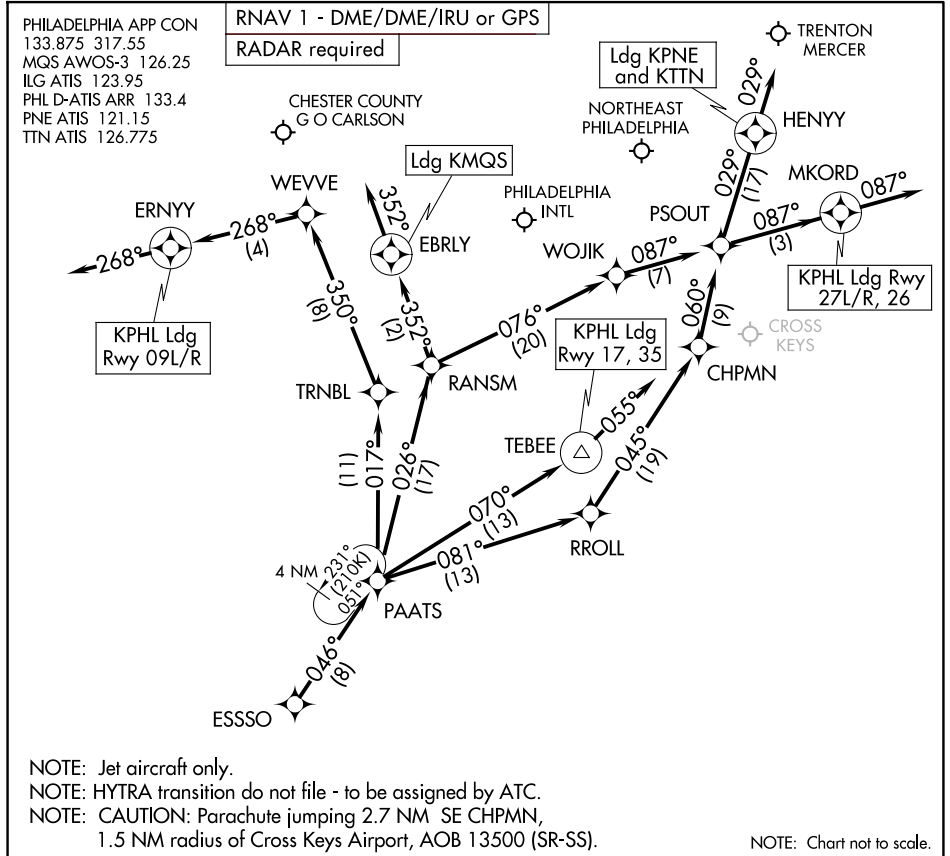 PHILADELPHIA APP CON
133.875 317.55
MQS AWOS-3 126.25
ILG ATIS 123.95
PHL D-ATIS ARR 133.4
PNE ATIS 121.15
TTN ATIS 126.775
RNAV 1 - DME/DME/IRU or GPS
RADAR required
TRENTON
MERCER
Ldg KPNE
and KTTN
029°
HENYY
CHESTER COUNTY
G O CARLSON
NORTHEAST
PHILADELPHIA
Ldg KMQS
029°
(17)
MKORD
087°
WEVVE
ERNYY
352°
PHILADELPHIA
INTL
PSOUT
087°
(3)
268°
268°
(4)
EBRLY
WOJIK
087°
(7)
KPHL Ldg Rwy
27L/R, 26
KPHL Ldg
Rwy 09L/R
350°
(8)
352°
(2)
076°
(20)
KPHL Ldg
Rwy 17, 35
060°
(9)
CROSS
KEYS
CHPMN
TRNBL
RANSM
055°
TEBEE
045°
(19)
017°
(11)
026°
(17)
070°
(13)
RROLL
081°
(13)
4 NM
231°
(210K)
051°
PAATS
046°
(8)
ESSSO
NOTE: Jet aircraft only.
NOTE: HYTRA transition do not file - to be assigned by ATC.
NOTE: CAUTION: Parachute jumping 2.7 NM SE CHPMN,
1.5 NM radius of Cross Keys Airport, AOB 13500 (SR-SS).
NOTE: Chart not to scale.